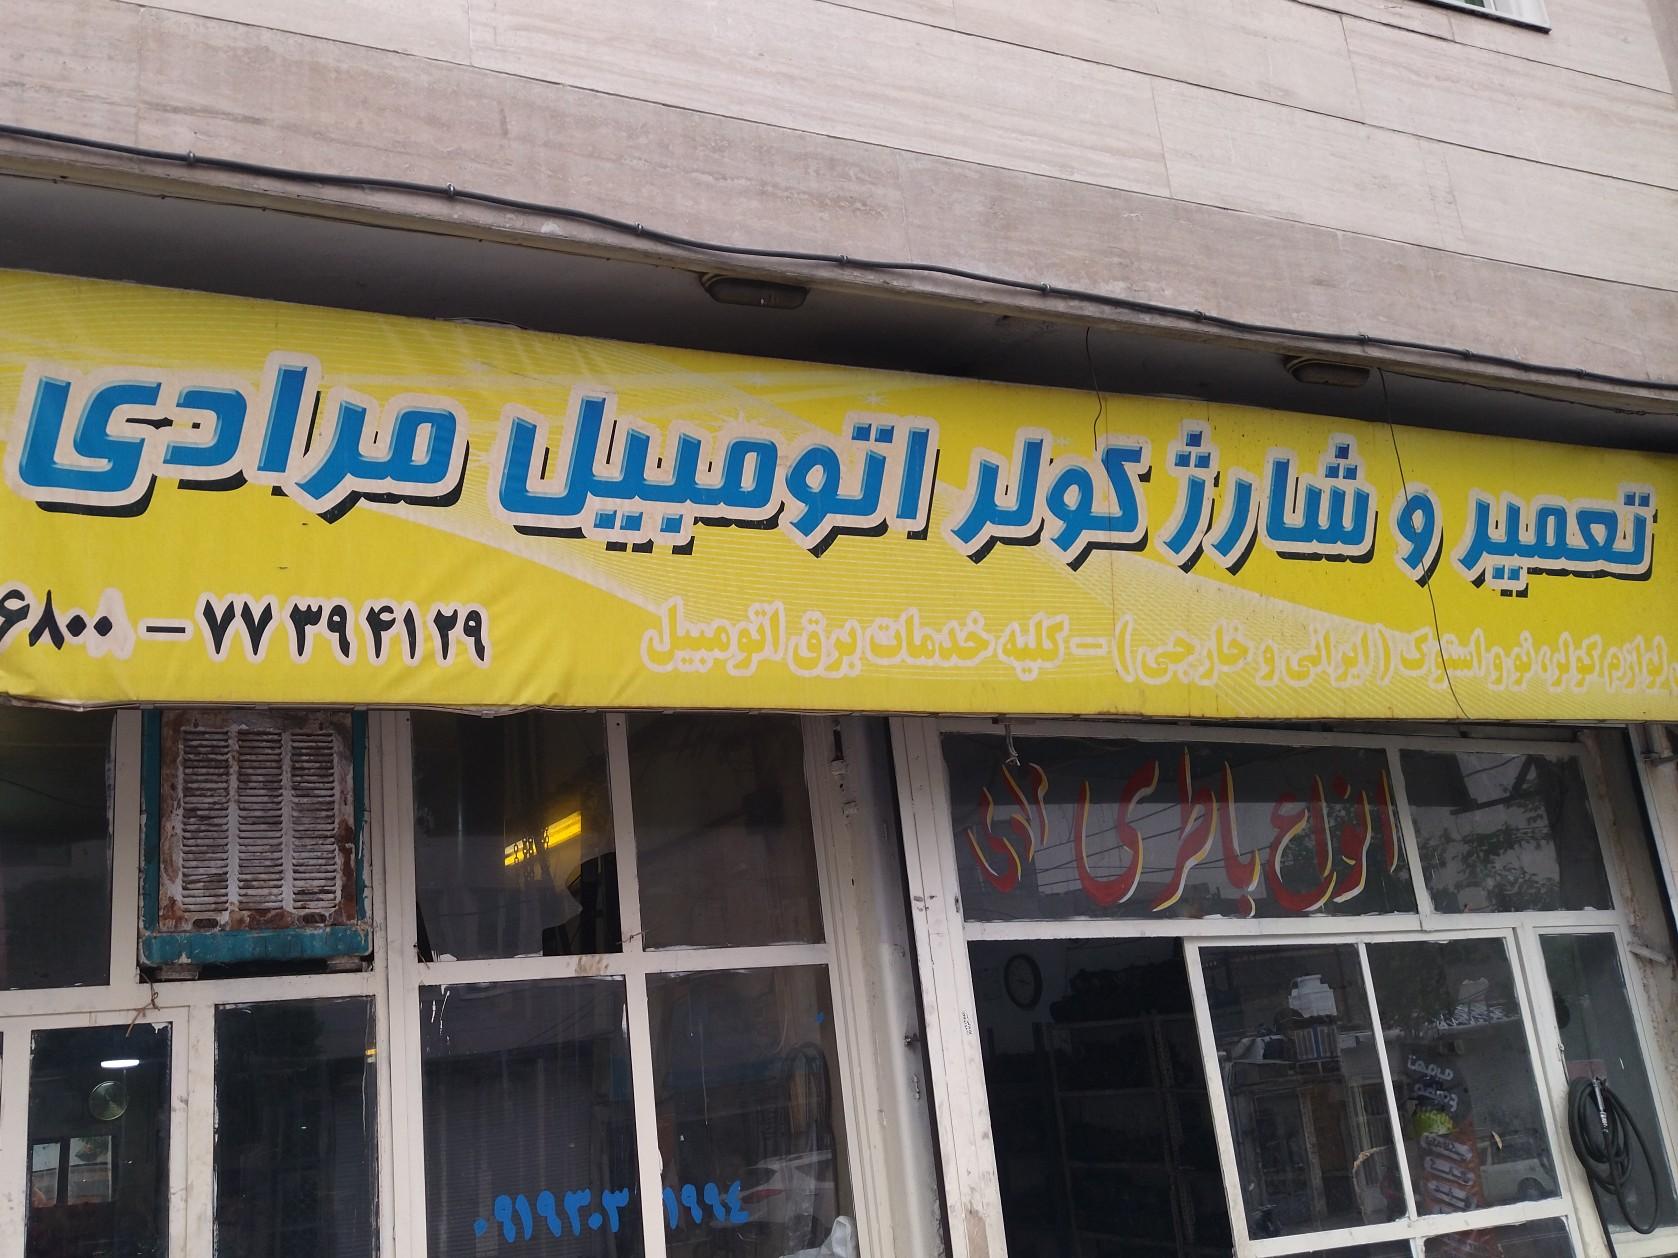 تعمیر و شارژ کولر اتومبیل مرادی
لوازم کولر، نو و استوک (ایرانی و خارجی) - کلیه خدمات برق اتومبیل
۷۷۳۹۴۱۲۹ - ۶۸۰۰
انواع باطری مرادی
۰۹۱۹۳۰۳۱۹۹۴